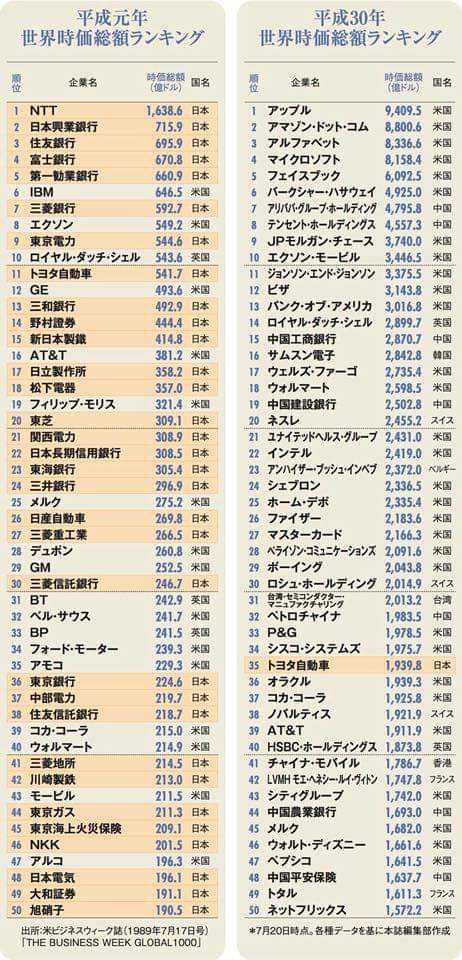 平成元年
世界時価総額ランキング
順位 企業名 時価総額(億ドル) 国名
1 NTT 1,638.6 日本
2 日本興業銀行 715.9 日本
3 住友銀行 695.9 日本
4 富士銀行 670.8 日本
5 第一勧業銀行 660.9 日本
6 IBM 646.5 米国
7 三菱銀行 592.7 日本
8 エクソン 549.2 米国
9 東京電力 544.6 日本
10 ロイヤル・ダッチ・シェル 543.6 英国
11 トヨタ自動車 541.7 日本
12 GE 493.6 米国
13 三和銀行 492.9 日本
14 野村證券 444.4 日本
15 新日本製鐵 414.8 日本
16 AT&T 381.2 米国
17 日立製作所 358.2 日本
18 松下電器 357.0 日本
19 フィリップ・モリス 321.4 米国
20 東芝 309.1 日本
21 関西電力 308.9 日本
22 日本長期信用銀行 308.5 日本
23 東海銀行 305.4 日本
24 三井銀行 296.9 日本
25 メルク 275.2 米国
26 日産自動車 269.8 日本
27 三菱重工業 266.5 日本
28 デュポン 260.8 米国
29 GM 252.5 米国
30 三菱信託銀行 246.7 日本
31 BT 242.9 英国
32 ベル・サウス 241.7 米国
33 BP 241.5 英国
34 フォード・モーター 239.3 米国
35 アモコ 229.3 米国
36 東京銀行 224.6 日本
37 中部電力 219.7 日本
38 住友信託銀行 218.7 日本
39 コカ・コーラ 215.0 米国
40 ウォルマート 214.9 米国
41 三菱地所 214.5 日本
42 川崎製鉄 213.0 日本
43 モービル 211.5 米国
44 東京ガス 211.3 日本
45 東京海上火災保険 209.1 日本
46 NKK 201.5 日本
47 アルコ 196.3 米国
48 日本電気 196.1 日本
49 大和証券 191.1 日本
50 旭硝子 190.5 日本
出所：米ビジネスウィーク誌（1989年7月17日号）
「THE BUSINESS WEEK GLOBAL1000」
平成30年
世界時価総額ランキング
順位 企業名 時価総額(億ドル) 国名
1 アップル 9,409.5 米国
2 アマゾン・ドット・コム 8,800.6 米国
3 アルファベット 8,336.6 米国
4 マイクロソフト 8,158.4 米国
5 フェイスブック 6,092.5 米国
6 バークシャー・ハサウェイ 4,925.0 米国
7 アリババ・グループ・ホールディング 4,795.8 中国
8 テンセント・ホールディングス 4,557.3 中国
9 JPモルガン・チェース 3,740.0 米国
10 エクソン・モービル 3,446.5 米国
11 ジョンソン・エンド・ジョンソン 3,375.5 米国
12 ビザ 3,143.8 米国
13 バンク・オブ・アメリカ 3,016.8 米国
14 ロイヤル・ダッチ・シェル 2,899.7 英国
15 中国工商銀行 2,870.7 中国
16 サムスン電子 2,842.8 韓国
17 ウェルズ・ファーゴ 2,735.4 米国
18 ウォルマート 2,598.5 米国
19 中国建設銀行 2,502.8 中国
20 ネスレ 2,455.2 スイス
21 ユナイテッドヘルス・グループ 2,431.0 米国
22 インテル 2,419.0 米国
23 アンハイザー・ブッシュ・インベブ 2,372.0 ベルギー
24 シェブロン 2,336.5 米国
25 ホーム・デポ 2,335.4 米国
26 ファイザー 2,183.6 米国
27 マスターカード 2,166.3 米国
28 ベライゾン・コミュニケーションズ 2,091.6 米国
29 ボーイング 2,043.8 米国
30 ロシュ・ホールディング 2,014.9 スイス
31 台湾・セミコンダクター・マニュファクチャリング 2,013.2 台湾
32 ペトロチャイナ 1,983.5 中国
33 P&G 1,978.5 米国
34 シスコ・システムズ 1,975.7 米国
35 トヨタ自動車 1,939.8 日本
36 オラクル 1,939.3 米国
37 コカ・コーラ 1,925.8 米国
38 ノバルティス 1,921.9 スイス
39 AT&T 1,911.9 米国
40 HSBC・ホールディングス 1,873.8 英国
41 チャイナ・モバイル 1,786.7 香港
42 LVMH モエ・ヘネシー・ルイ・ヴィトン 1,747.8 フランス
43 シティグループ 1,742.0 米国
44 中国農業銀行 1,693.0 中国
45 メルク 1,682.0 米国
46 ウォルト・ディズニー 1,661.6 米国
47 ペプシコ 1,641.5 米国
48 中国平安保険 1,637.7 中国
49 トタル 1,611.3 フランス
50 ネットフリックス 1,572.2 米国
＊7月20日時点。各種データを基に本誌編集部作成